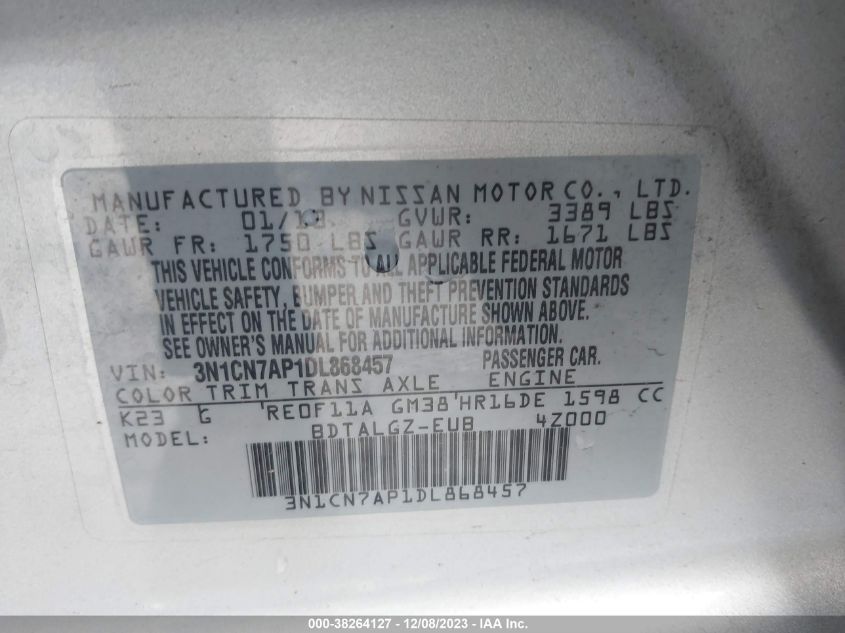 MANUFACTURED BY NISSAN MOTOR CO., LTD.
DATE: 01/13 GVWR: 3389 LBS
GAWR FR: 1750 LBS GAWR RR: 1671 LBS
THIS VEHICLE CONFORMS TO ALL APPLICABLE FEDERAL MOTOR
VEHICLE SAFETY, BUMPER AND THEFT PREVENTION STANDARDS
IN EFFECT ON THE DATE OF MANUFACTURE SHOWN ABOVE.
SEE OWNER'S MANUAL FOR ADDITIONAL INFORMATION.
VIN: 3N1CN7AP1DL868457 PASSENGER CAR.
COLOR TRIM TRANS AXLE ENGINE
K23 G RE0F11A GM38 HR16DE 1598 CC
MODEL: BDTALGZ-EUB 4Z000
3N1CN7AP1DL868457
000-38264127 - 12/08/2023 - © IAA, Inc.